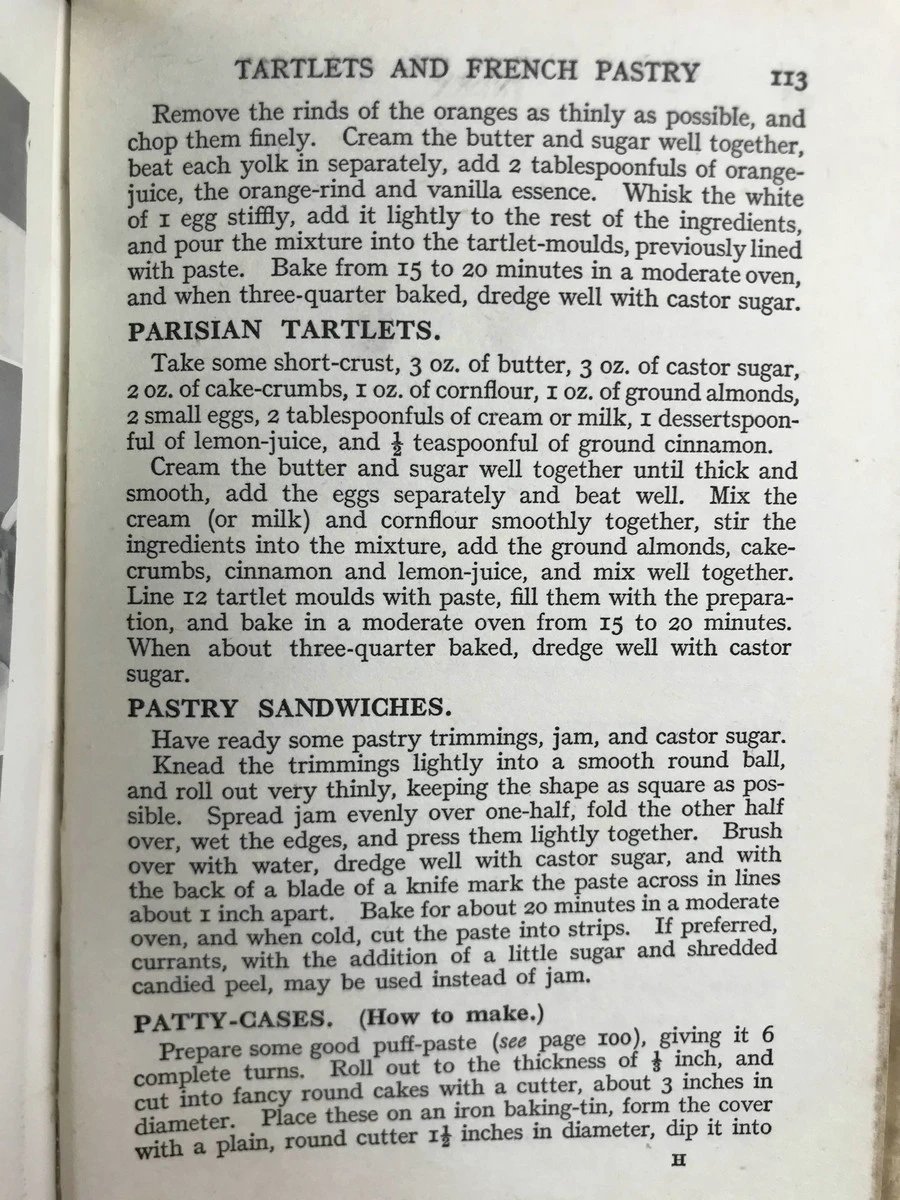 TARTLETS AND FRENCH PASTRY 113
Remove the rinds of the oranges as thinly as possible, and
chop them finely. Cream the butter and sugar well together,
beat each yolk in separately, add 2 tablespoonfuls of orange-
juice, the orange-rind and vanilla essence. Whisk the white
of 1 egg stiffly, add it lightly to the rest of the ingredients,
and pour the mixture into the tartlet-moulds, previously lined
with paste. Bake from 15 to 20 minutes in a moderate oven,
and when three-quarter baked, dredge well with castor sugar.
PARISIAN TARTLETS.
Take some short-crust, 3 oz. of butter, 3 oz. of castor sugar,
2 oz. of cake-crumbs, 1 oz. of cornflour, 1 oz. of ground almonds,
2 small eggs, 2 tablespoonfuls of cream or milk, 1 dessertspoon-
ful of lemon-juice, and ½ teaspoonful of ground cinnamon.
Cream the butter and sugar well together until thick and
smooth, add the eggs separately and beat well. Mix the
cream (or milk) and cornflour smoothly together, stir the
ingredients into the mixture, add the ground almonds, cake-
crumbs, cinnamon and lemon-juice, and mix well together.
Line 12 tartlet moulds with paste, fill them with the prepara-
tion, and bake in a moderate oven from 15 to 20 minutes.
When about three-quarter baked, dredge well with castor
sugar.
PASTRY SANDWICHES.
Have ready some pastry trimmings, jam, and castor sugar.
Knead the trimmings lightly into a smooth round ball,
and roll out very thinly, keeping the shape as square as pos-
sible. Spread jam evenly over one-half, fold the other half
over, wet the edges, and press them lightly together. Brush
over with water, dredge well with castor sugar, and with
the back of a blade of a knife mark the paste across in lines
about 1 inch apart. Bake for about 20 minutes in a moderate
oven, and when cold, cut the paste into strips. If preferred,
currants, with the addition of a little sugar and shredded
candied peel, may be used instead of jam.
PATTY-CASES. (How to make.)
Prepare some good puff-paste (see page 100), giving it 6
complete turns. Roll out to the thickness of inch, and
cut into fancy round cakes with a cutter, about 3 inches in
diameter. Place these on an iron baking-tin, form the cover
with a plain, round cutter 1½ inches in diameter, dip it into
H